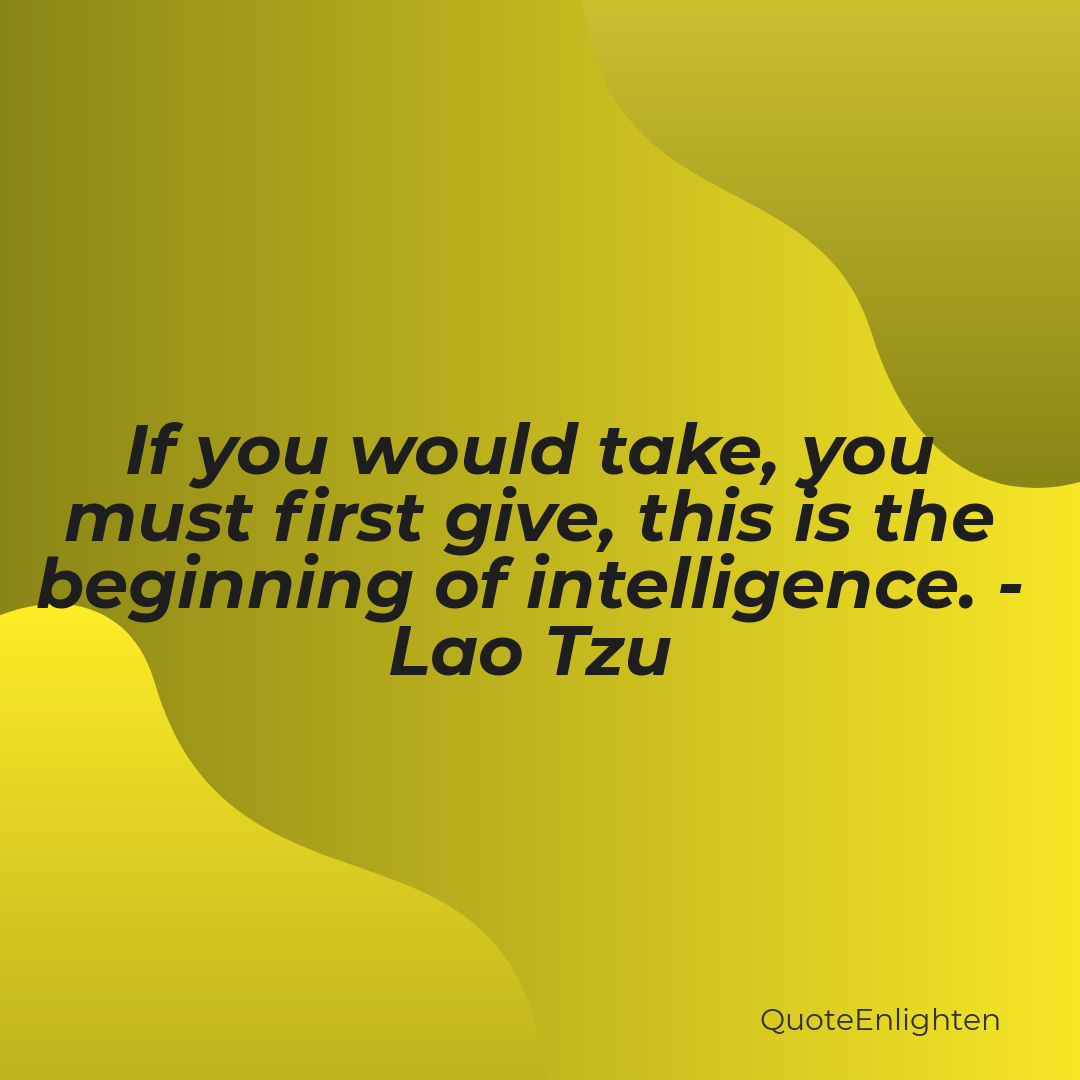 If you would take, you
must first give, this is the
beginning of intelligence. -
Lao Tzu
QuoteEnlighten